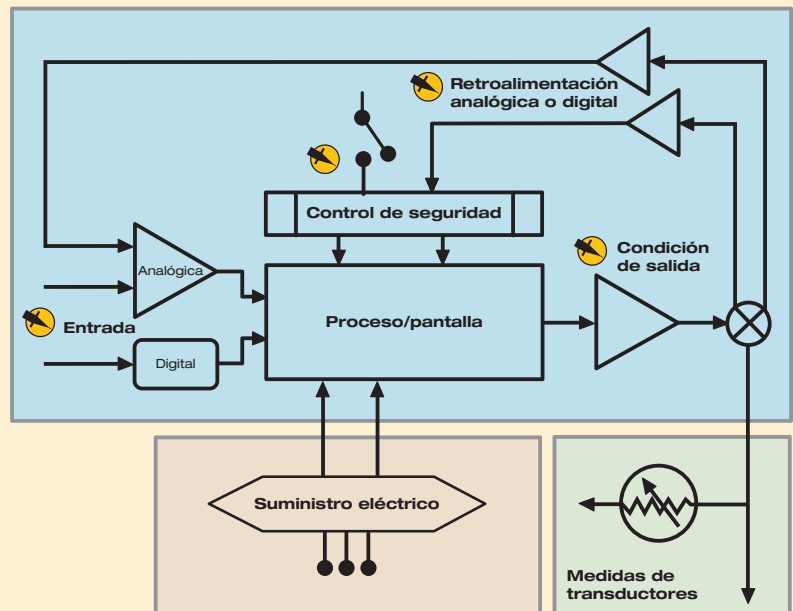 Retroalimentación
analógica o digital
Control de seguridad
Condición
de salida
Analógica
Proceso/pantalla
Entrada
Digital
Suministro eléctrico
Medidas de
transductores